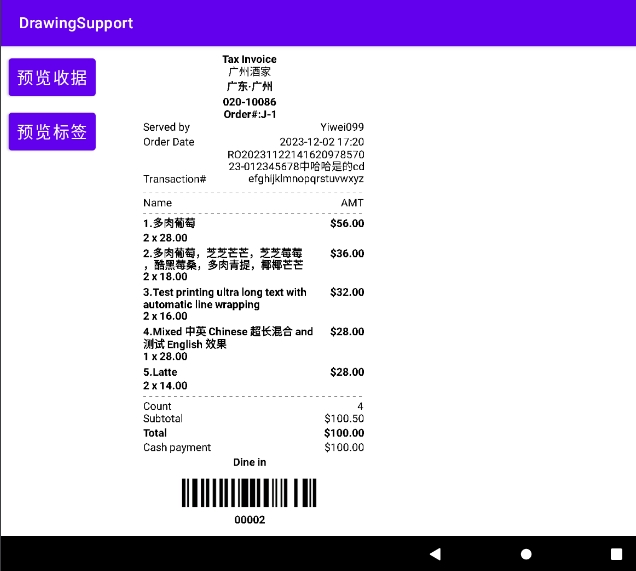 DrawingSupport
预览收据
预览标签
Tax Invoice
广州酒家
广东·广州
020-10086
Order#:J-1
Served by Yiwei099
Order Date 2023-12-02 17:20
RO20231122141620978570
23-012345678中哈哈是的cd
Transaction# efghijklmnopqrstuvwxyz
Name AMT
1.多肉葡萄 $56.00
2 x 28.00
2.多肉葡萄，芝芝芒芒，芝芝莓莓 $36.00
，酷黑莓桑，多肉青提，椰椰芒芒
2 x 18.00
3.Test printing ultra long text with $32.00
automatic line wrapping
2 x 16.00
4.Mixed 中英 Chinese 超长混合 and $28.00
测试 English 效果
1 x 28.00
5.Latte $28.00
2 x 14.00
Count 4
Subtotal $100.50
Total $100.00
Cash payment $100.00
Dine in
00002